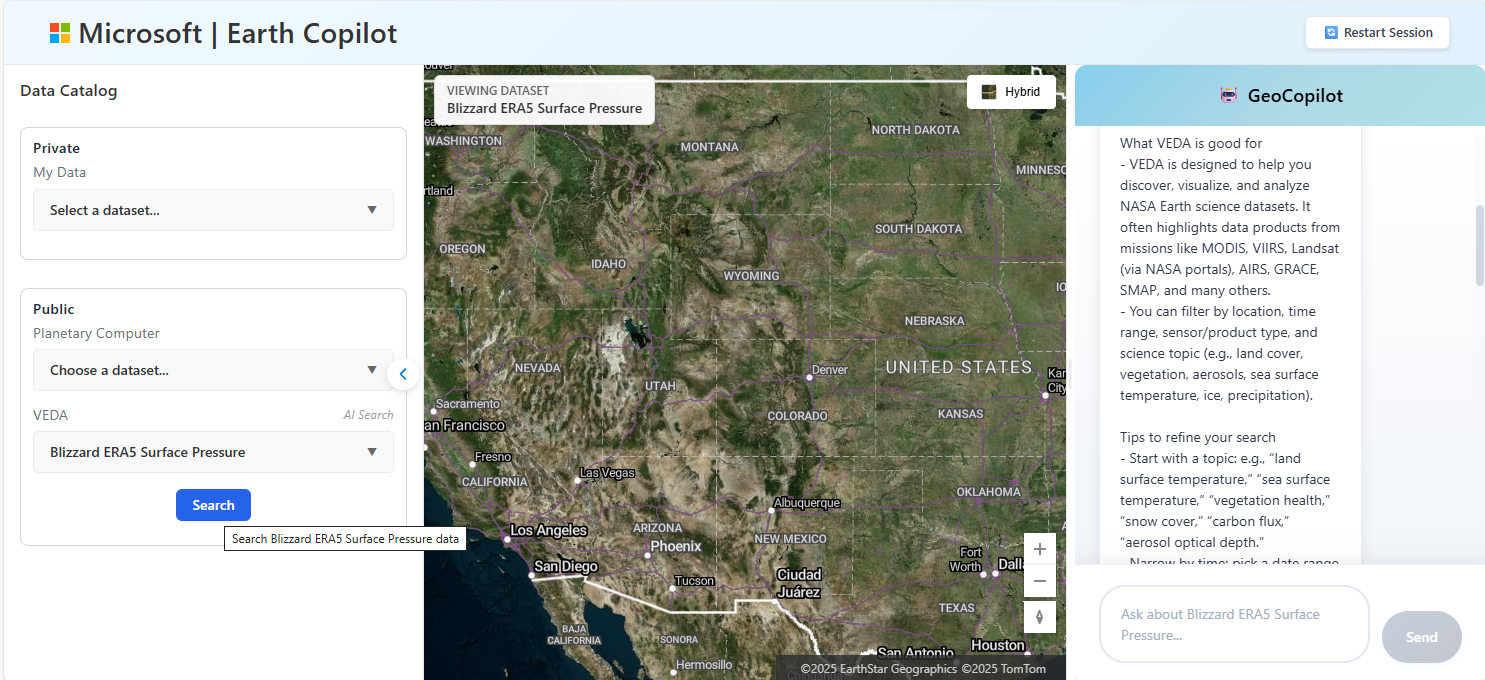 Microsoft | Earth Copilot
Restart Session
Data Catalog
Private
My Data
Select a dataset...
Public
Planetary Computer
Choose a dataset...
VEDA
AI Search
Blizzard ERA5 Surface Pressure
Search
Search Blizzard ERA5 Surface Pressure data
VIEWING DATASET
Blizzard ERA5 Surface Pressure
Hybrid
WASHINGTON
MONTANA
NORTH DAKOTA
MINNESO
rtland
OREGON
IDAHO
SOUTH DAKOTA
WYOMING
IO
NEBRASKA
NEVADA
UTAH
Denver
UNITED STATES
Kan
City
Sacramento
an Francisco
COLORADO
KANSAS
Fresno
CALIFORNIA
Las Vegas
Albuquerque
OKLAHOMA
Los Angeles
ARIZONA
Phoenix
NEW MEXICO
San Diego
Tucson
Ciudad
Juárez
Fort
Worth
Dall
TEXAS
BAJA
CALIFORNIA
SONORA
Hermosillo
San Antonio
Houston
©2025 EarthStar Geographics ©2025 TomTom
GeoCopilot
What VEDA is good for
- VEDA is designed to help you
discover, visualize, and analyze
NASA Earth science datasets. It
often highlights data products from
missions like MODIS, VIIRS, Landsat
(via NASA portals), AIRS, GRACE,
SMAP, and many others.
- You can filter by location, time
range, sensor/product type, and
science topic (e.g., land cover,
vegetation, aerosols, sea surface
temperature, ice, precipitation).
Tips to refine your search
- Start with a topic: e.g., “land
surface temperature,” “sea surface
temperature,” “vegetation health,”
“snow cover,” “carbon flux,”
“aerosol optical depth.”
- Narrow by time: pick a date range
Ask about Blizzard ERA5 Surface
Pressure...
Send